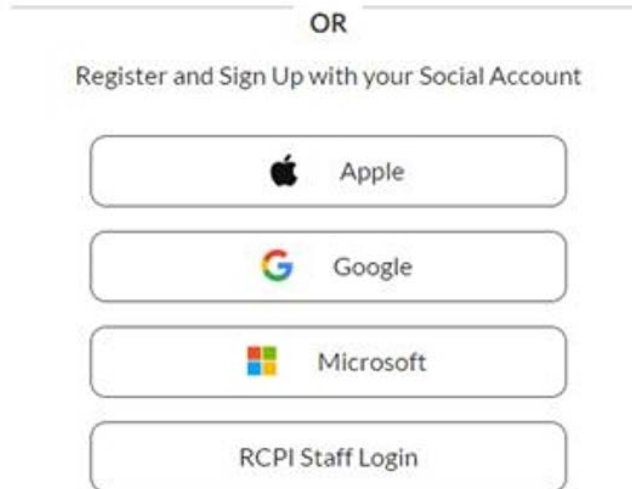 OR
Register and Sign Up with your Social Account
Apple
Google
Microsoft
RCPI Staff Login